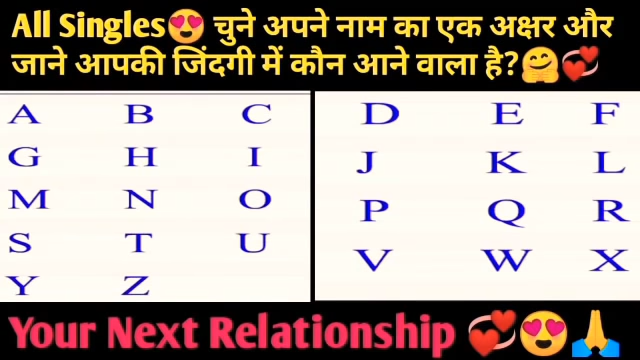 All Singles😍 चुने अपने नाम का एक अक्षर और
जाने आपकी जिंदगी में कौन आने वाला है?🤗💞
A B C
G H I
M N O
S T U
Y Z
D E F
J K L
P Q R
V W X
Your Next Relationship 💞😍🙏